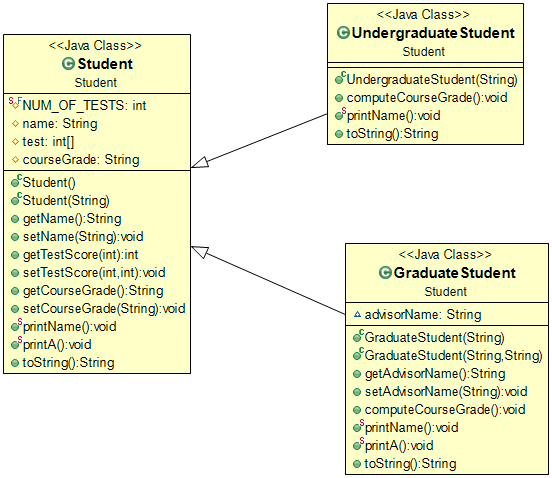 <<Java Class>>
Student
Student
NUM_OF_TESTS: int
name: String
test: int[]
courseGrade: String
Student()
Student(String)
getName():String
setName(String):void
getTestScore(int):int
setTestScore(int,int):void
getCourseGrade():String
setCourseGrade(String):void
printName():void
printA():void
toString():String
<<Java Class>>
UndergraduateStudent
Student
UndergraduateStudent(String)
computeCourseGrade():void
printName():void
toString():String
<<Java Class>>
GraduateStudent
Student
advisorName: String
GraduateStudent(String)
GraduateStudent(String,String)
getAdvisorName():String
setAdvisorName(String):void
computeCourseGrade():void
printName():void
printA():void
toString():String